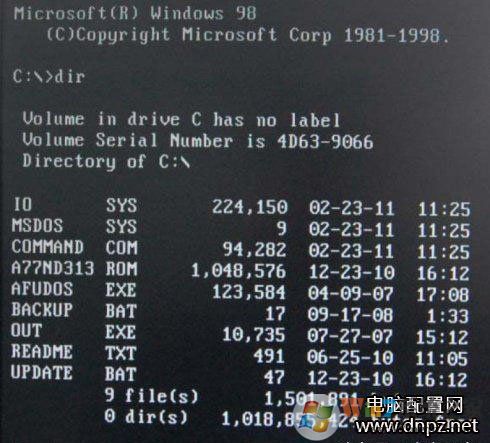 Microsoft(R) Windows 98
(C)Copyright Microsoft Corp 1981-1998.
C:\>dir
Volume in drive C has no label
Volume Serial Number is 4D63-9066
Directory of C:\
IO SYS 224,150 02-23-11 11:25
MSDOS SYS 9 02-23-11 11:25
COMMAND COM 94,282 02-23-11 11:25
A77ND313 ROM 1,048,576 12-23-10 16:12
AFUDOS EXE 123,584 04-09-07 17:08
BACKUP BAT 17 09-17-08 1:33
OUT EXE 10,735 07-27-07 15:12
README TXT 491 06-25-10 11:05
UPDATE BAT 47 12-23-10 16:12
9 file(s)
0 dir(s)
电脑配置网
www.dnpz.net